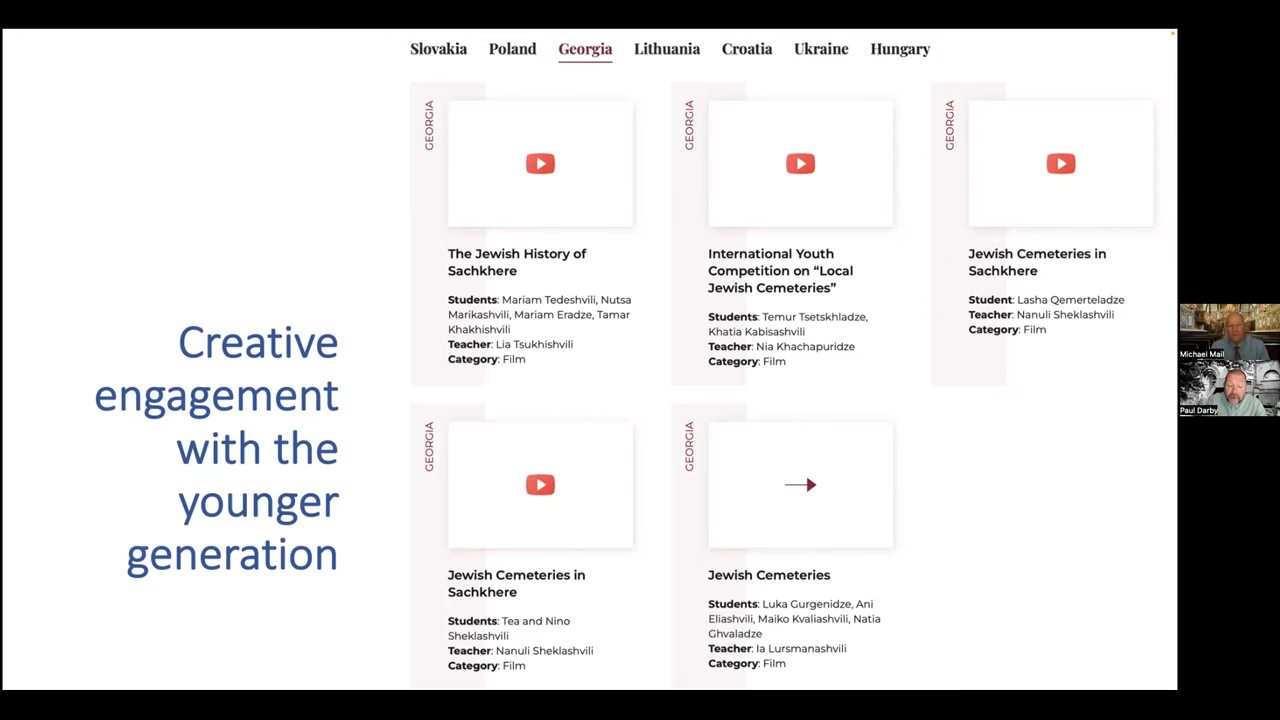 Slovakia Poland Georgia Lithuania Croatia Ukraine Hungary
Creative
engagement
with the
younger
generation
GEORGIA
The Jewish History of
Sachkhere
Students: Mariam Tedeshvili, Nutsa
Marikashvili, Mariam Eradze, Tamar
Khakhishvili
Teacher: Lia Tsukhishvili
Category: Film
GEORGIA
International Youth
Competition on “Local
Jewish Cemeteries”
Students: Temur Tsetskhladze,
Khatia Kabisashvili
Teacher: Nia Khachapuridze
Category: Film
GEORGIA
Jewish Cemeteries in
Sachkhere
Student: Lasha Qemerteladze
Teacher: Nanuli Sheklashvili
Category: Film
GEORGIA
Jewish Cemeteries in
Sachkhere
Students: Tea and Nino
Sheklashvili
Teacher: Nanuli Sheklashvili
Category: Film
GEORGIA
Jewish Cemeteries
Students: Luka Gurgenidze, Ani
Eliashvili, Maiko Kvaliashvili, Natia
Ghvaladze
Teacher: Ia Lursmanashvili
Category: Film
Michael Mail
Paul Darby